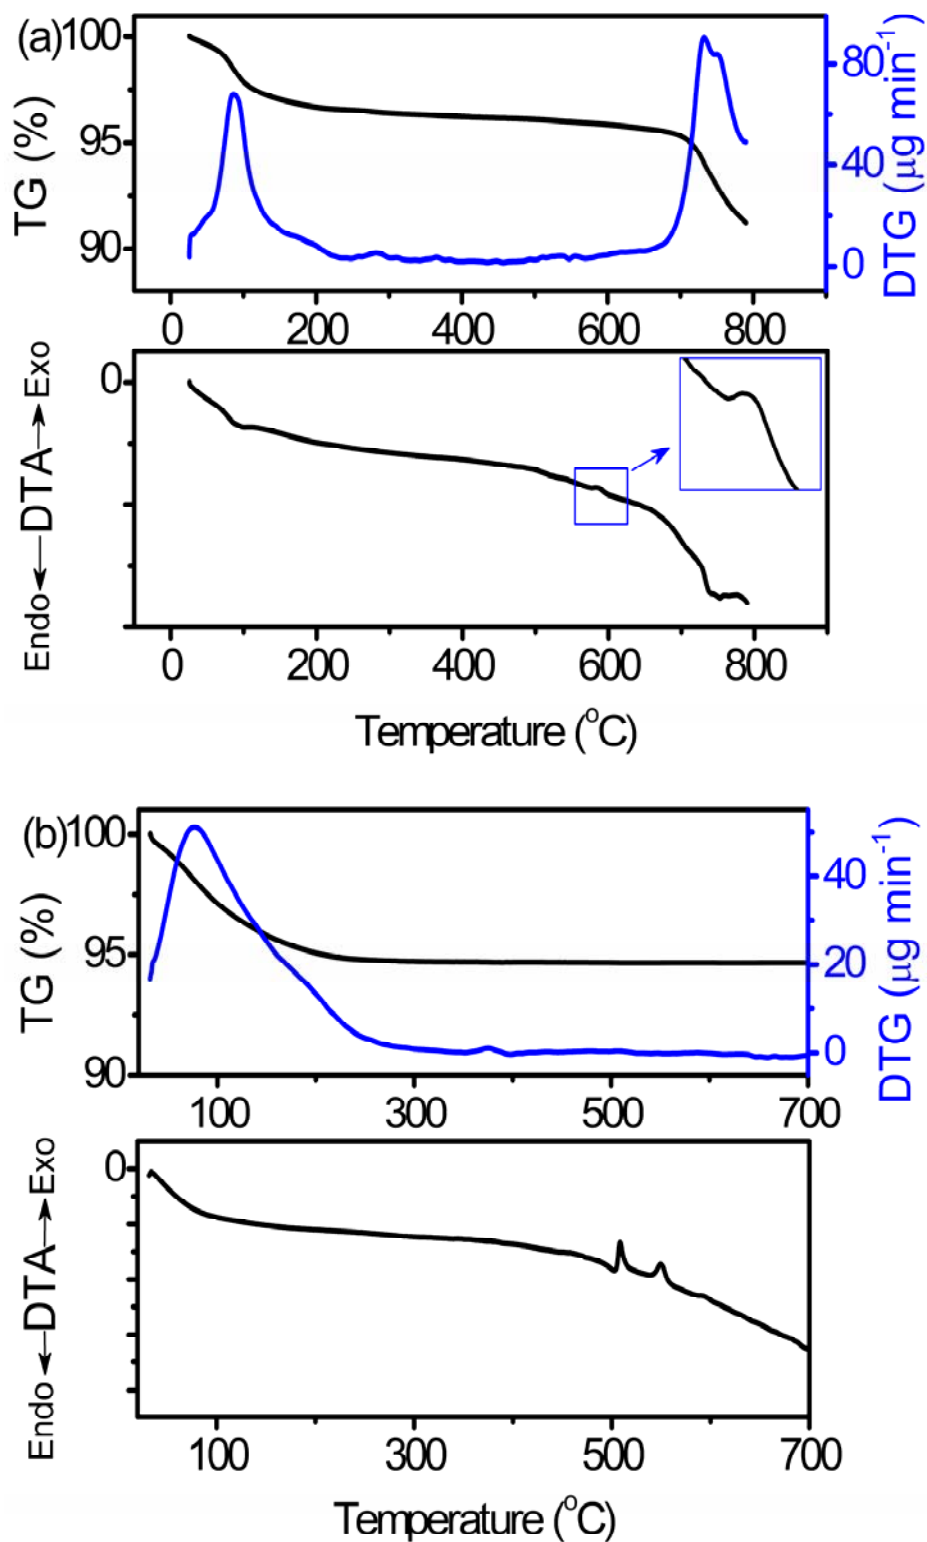 (a)
100
95
90
TG (%)
80
40
0
DTG (μg min⁻¹)
0 200 400 600 800
0
Endo←DTA→Exo
0 200 400 600 800
Temperature (°C)
(b)
100
95
90
TG (%)
40
20
0
DTG (μg min⁻¹)
100 300 500 700
0
Endo←DTA→Exo
100 300 500 700
Temperature (°C)